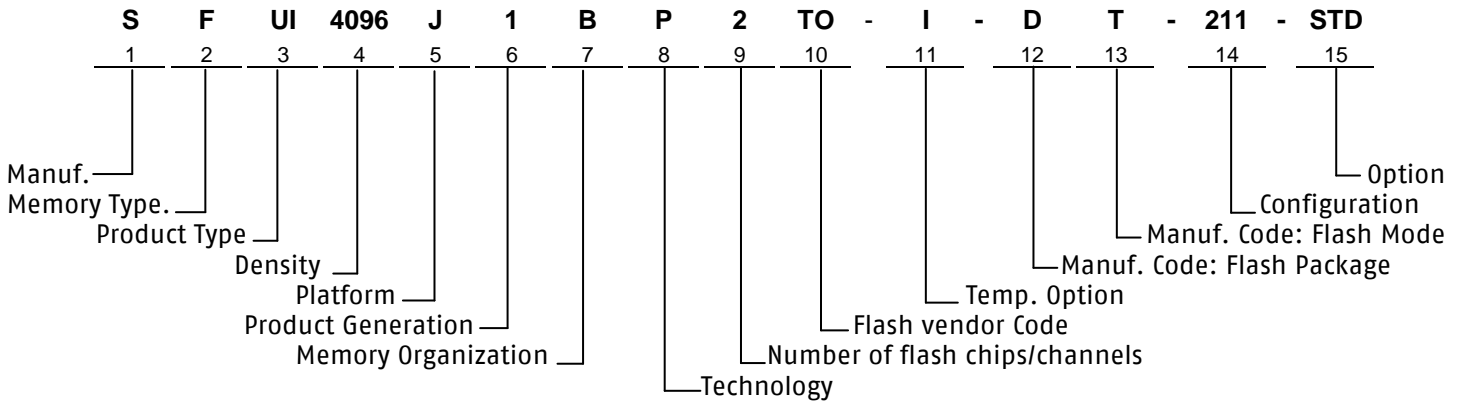 S F UI 4096 J 1 B P 2 TO - I - D T - 211 - STD
1 2 3 4 5 6 7 8 9 10 11 12 13 14 15
Manuf. Option
Memory Type. Configuration
Product Type Manuf. Code: Flash Mode
Density Manuf. Code: Flash Package
Platform Temp. Option
Product Generation Flash vendor Code
Memory Organization Number of flash chips/channels
Technology